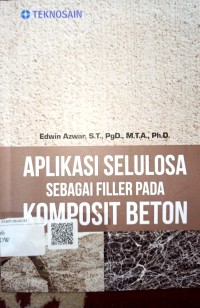 TEKNOSAIN
Edwin Azwar, S.T., PgD., M.T.A., Ph.D.
APLIKASI SELULOSA
SEBAGAI FILLER PADA
KOMPOSIT BETON